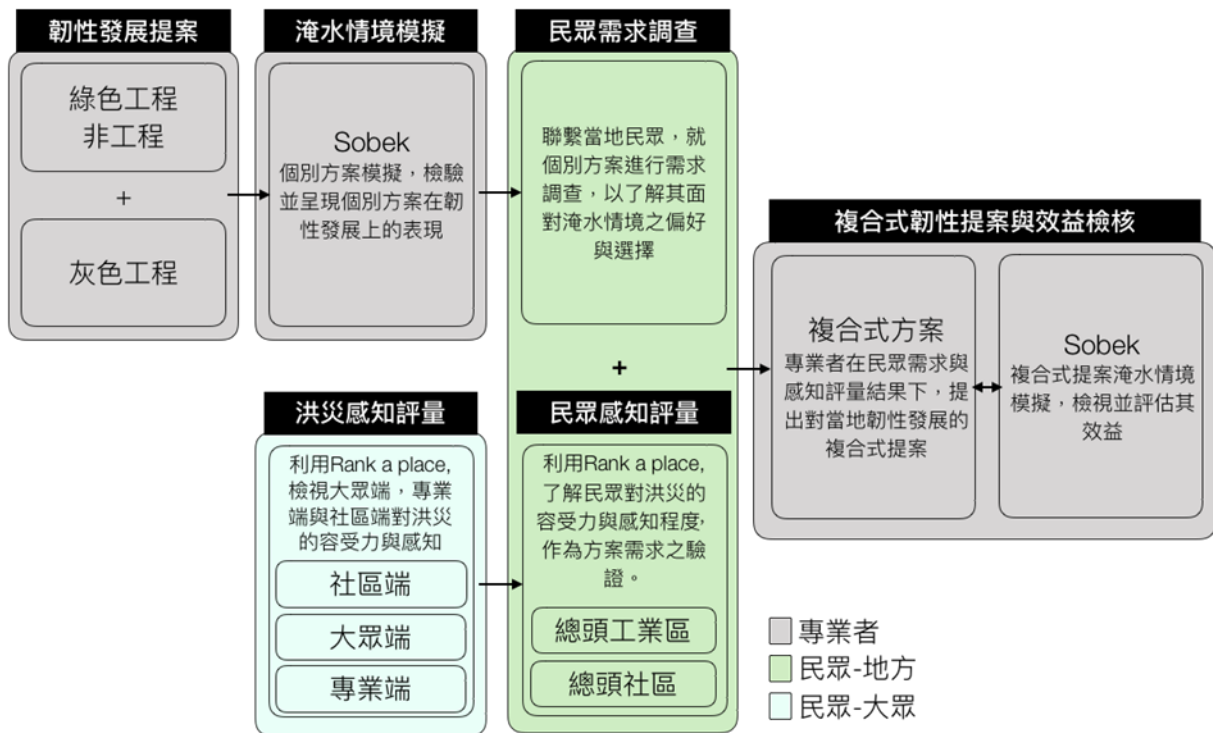 韌性發展提案
綠色工程
非工程
+
灰色工程
淹水情境模擬
Sobek
個別方案模擬，檢驗
並呈現個別方案在韌
性發展上的表現
民眾需求調查
聯繫當地民眾，就
個別方案進行需求
調查，以了解其面
對淹水情境之偏好
與選擇
+
洪災感知評量
利用Rank a place,
檢視大眾端，專業
端與社區端對洪災
的容受力與感知
社區端
大眾端
專業端
民眾感知評量
利用Rank a place,
了解民眾對洪災的
容受力與感知程度,
作為方案需求之驗
證。
總頭工業區
總頭社區
複合式韌性提案與效益檢核
複合式方案
專業者在民眾需求與
感知評量結果下，提
出對當地韌性發展的
複合式提案
Sobek
複合式提案淹水情境
模擬，檢視並評估其
效益
專業者
民眾-地方
民眾-大眾